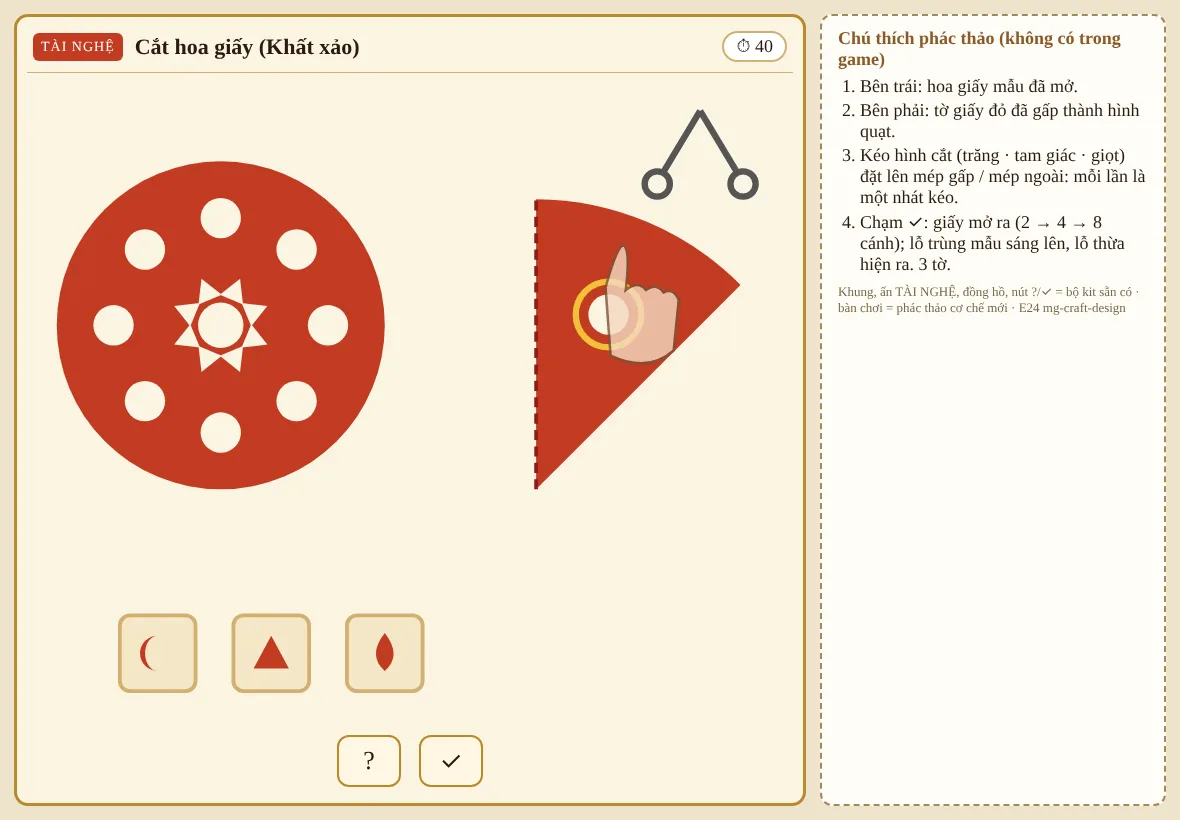 TÀI NGHỆ
Cắt hoa giấy (Khất xảo)
⏱ 40
?
✓
Chú thích phác thảo (không có trong
game)
1. Bên trái: hoa giấy mẫu đã mở.
2. Bên phải: tờ giấy đỏ đã gấp thành hình
quạt.
3. Kéo hình cắt (trăng · tam giác · giọt)
đặt lên mép gấp / mép ngoài: mỗi lần là
một nhát kéo.
4. Chạm ✓: giấy mở ra (2 → 4 → 8
cánh); lỗ trùng mẫu sáng lên, lỗ thừa
hiện ra. 3 tờ.
Khung, ấn TÀI NGHỆ, đồng hồ, nút ?/✓ = bộ kit sẵn có ·
bàn chơi = phác thảo cơ chế mới · E24 mg-craft-design